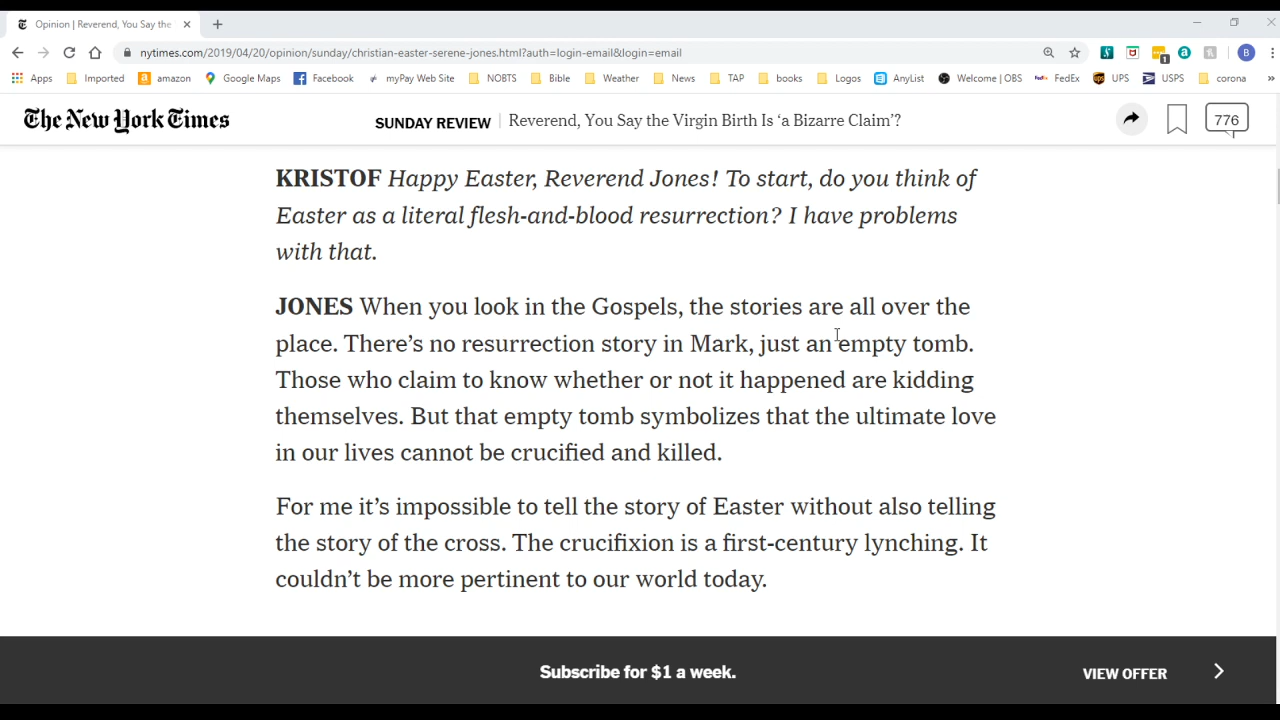 Opinion | Reverend, You Say the
nytimes.com/2019/04/20/opinion/sunday/christian-easter-serene-jones.html?auth=login-email&login=email
1
B
Apps Imported amazon Google Maps Facebook myPay Web Site NOBTS Bible Weather News TAP books Logos AnyList Welcome | OBS FedEx UPS USPS corona »
The New York Times
SUNDAY REVIEW | Reverend, You Say the Virgin Birth Is ‘a Bizarre Claim’?
776
KRISTOF Happy Easter, Reverend Jones! To start, do you think of
Easter as a literal flesh-and-blood resurrection? I have problems
with that.
JONES When you look in the Gospels, the stories are all over the
place. There’s no resurrection story in Mark, just an empty tomb.
Those who claim to know whether or not it happened are kidding
themselves. But that empty tomb symbolizes that the ultimate love
in our lives cannot be crucified and killed.
For me it’s impossible to tell the story of Easter without also telling
the story of the cross. The crucifixion is a first-century lynching. It
couldn’t be more pertinent to our world today.
Subscribe for $1 a week.
VIEW OFFER